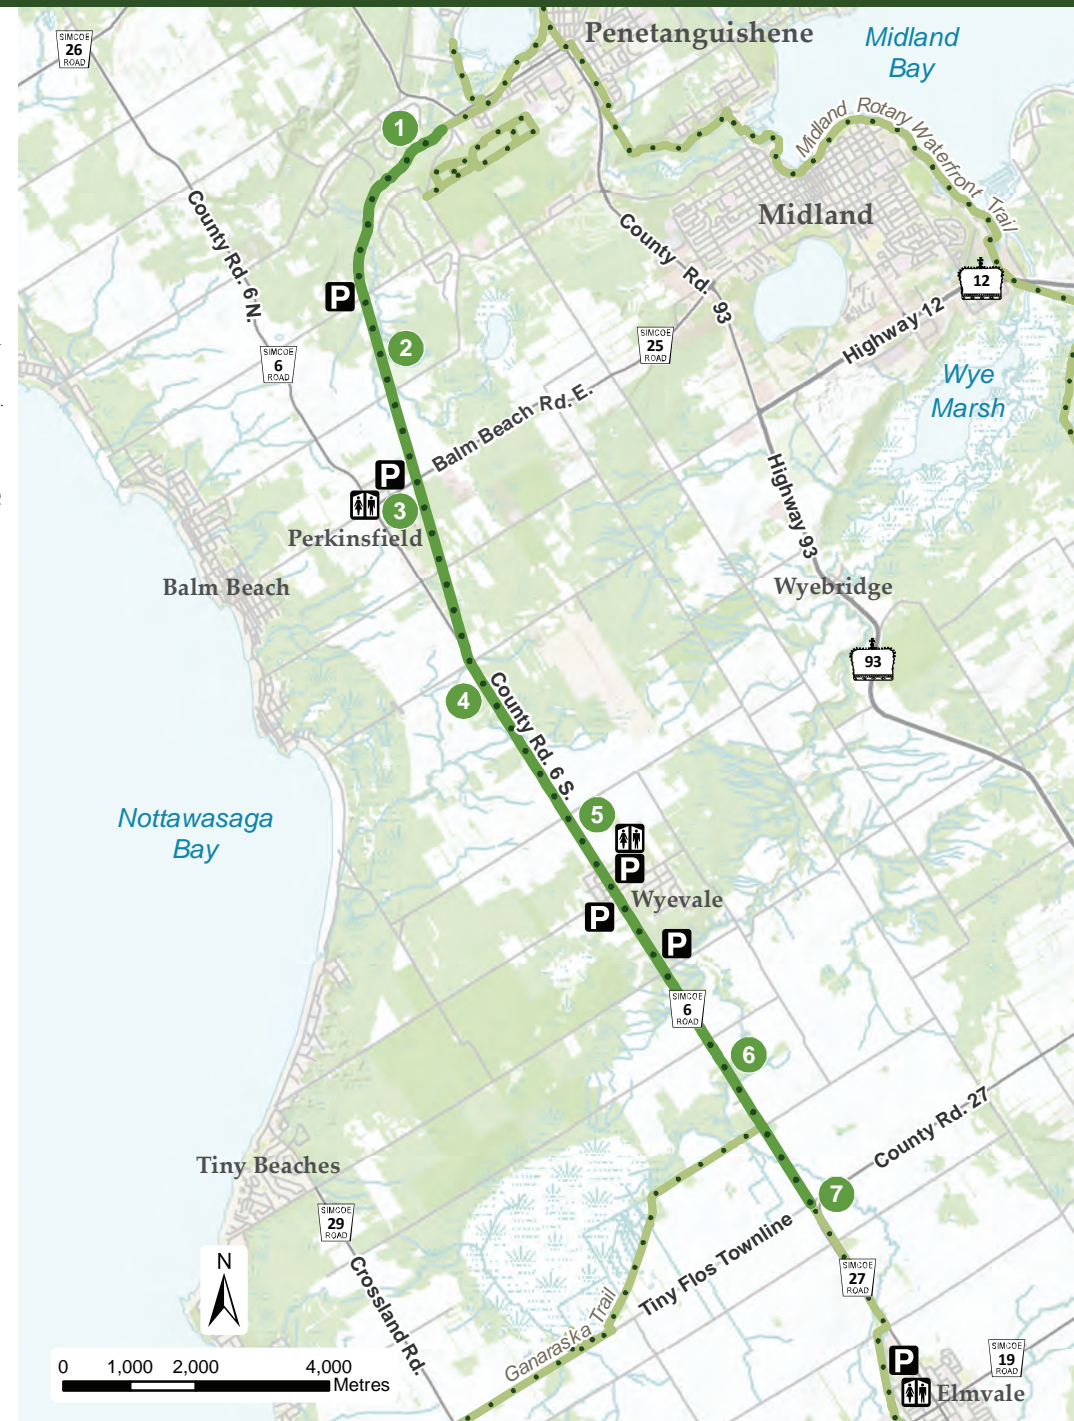 Penetanguishene
Midland
Bay
SIMCOE
26
ROAD
1
Midland Rotary Waterfront Trail
Midland
County Rd. 6 N.
County Rd. 93
12
P
Highway 12
2
SIMCOE
25
ROAD
SIMCOE
6
ROAD
Wye
Marsh
Balm Beach Rd. E.
P
3
Highway 93
Perkinsfield
Balm Beach
Wyebridge
93
4
County Rd. 6 S.
Nottawasaga
Bay
5
P
Wyevale
P
P
SIMCOE
6
ROAD
6
County Rd. 27
Tiny Beaches
7
SIMCOE
29
ROAD
Tiny Flos Townline
N
Crossland Rd.
SIMCOE
27
ROAD
Ganaraska Trail
0 1,000 2,000 4,000
Metres
P
SIMCOE
19
ROAD
Elmvale